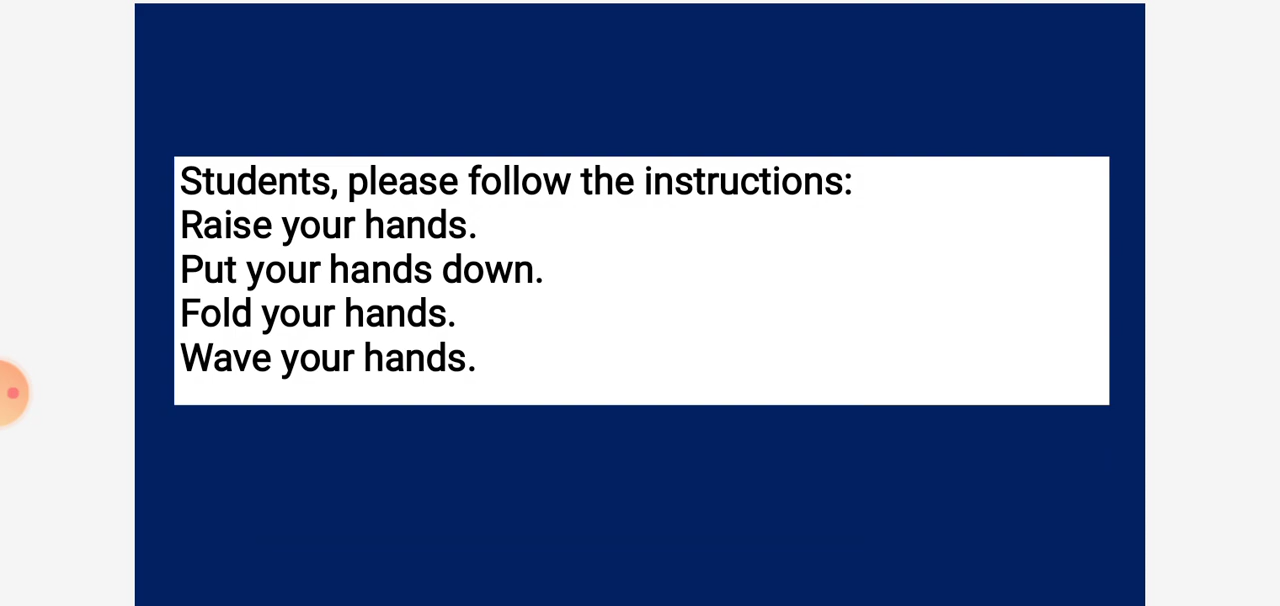 Students, please follow the instructions:
Raise your hands.
Put your hands down.
Fold your hands.
Wave your hands.